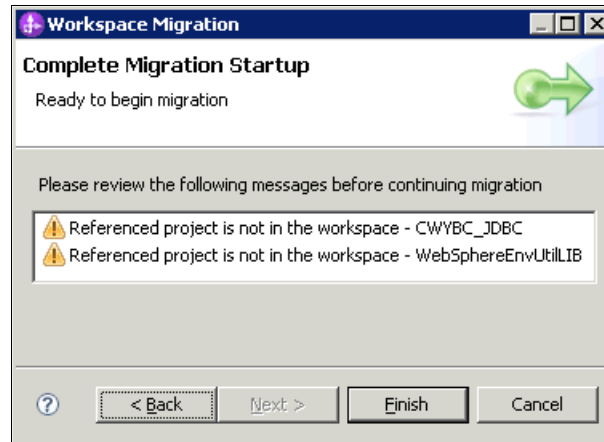 Workspace Migration
Complete Migration Startup
Ready to begin migration
Please review the following messages before continuing migration
Referenced project is not in the workspace - CWYBC_JDBC
Referenced project is not in the workspace - WebSphereEnvUtilLIB
? < Back Next > Finish Cancel